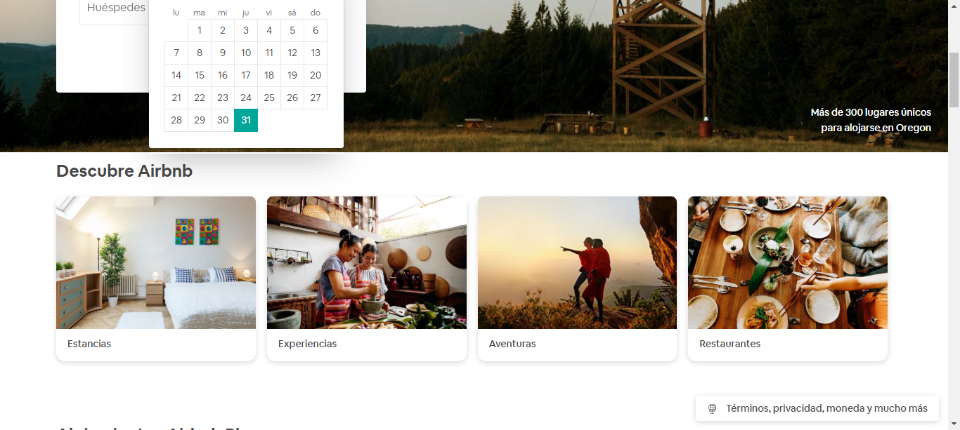 Huéspedes
lu ma mi ju vi sá do
1 2 3 4 5 6
7 8 9 10 11 12 13
14 15 16 17 18 19 20
21 22 23 24 25 26 27
28 29 30 31
Más de 300 lugares únicos
para alojarse en Oregon
Descubre Airbnb
Estancias
Experiencias
Aventuras
Restaurantes
Términos, privacidad, moneda y mucho más